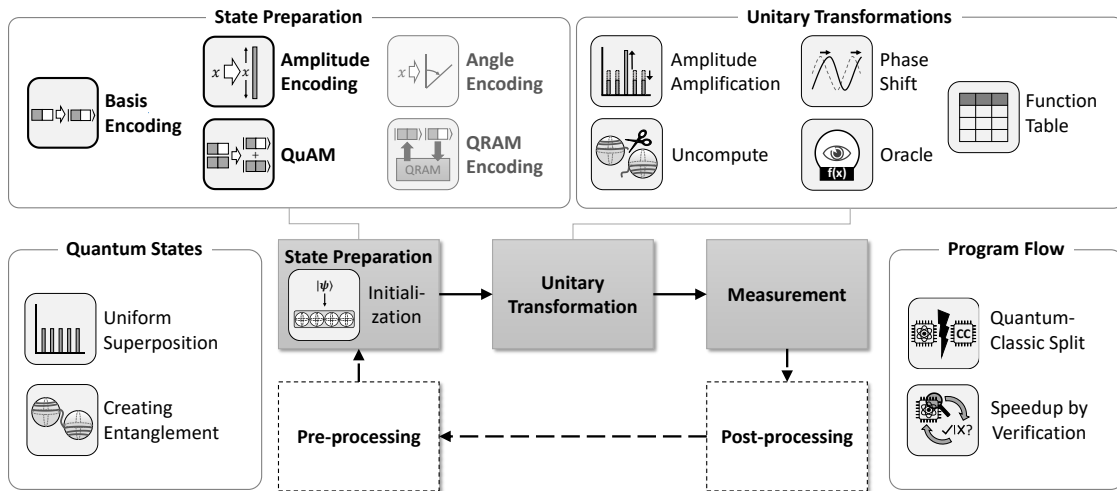 State Preparation
Basis
Encoding
x
x
Amplitude
Encoding
QuAM
x
Angle
Encoding
QRAM
QRAM
Encoding
Unitary Transformations
Amplitude
Amplification
Phase
Shift
Uncompute
f(x)
Oracle
Function
Table
Quantum States
Uniform
Superposition
Creating
Entanglement
State Preparation
|ψ⟩
Initiali-
zation
Unitary
Transformation
Measurement
Pre-processing
Post-processing
Program Flow
CC
Quantum-
Classic Split
✓|X?
Speedup by
Verification